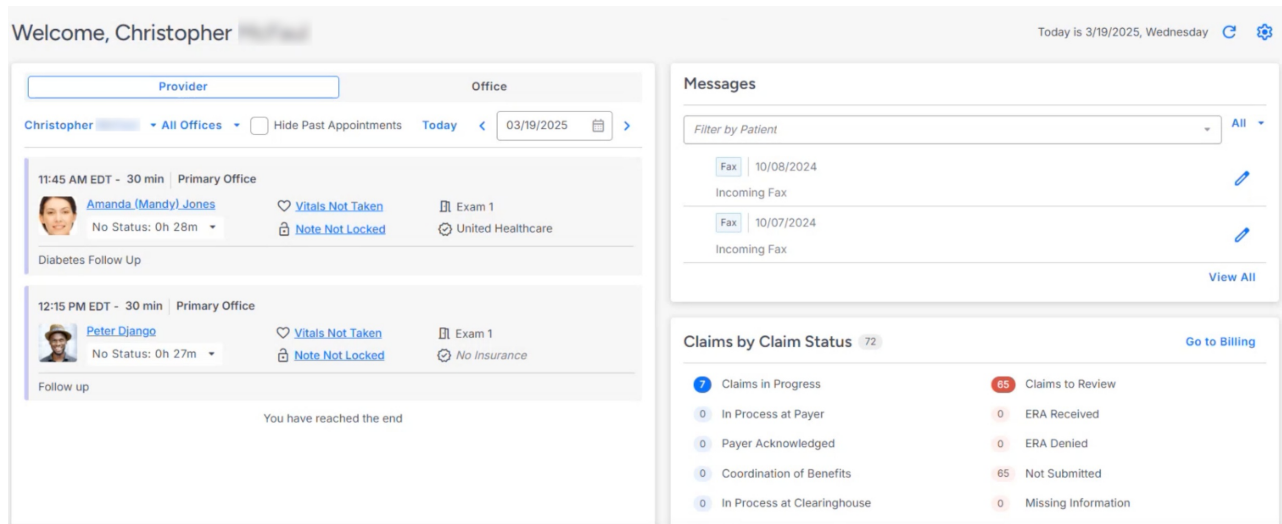 Welcome, Christopher
Today is 3/19/2025, Wednesday
Provider
Office
Christopher
All Offices
Hide Past Appointments
Today
03/19/2025
11:45 AM EDT - 30 min
Primary Office
Amanda (Mandy) Jones
Vitals Not Taken
Exam 1
No Status: 0h 28m
Note Not Locked
United Healthcare
Diabetes Follow Up
12:15 PM EDT - 30 min
Primary Office
Peter Django
Vitals Not Taken
Exam 1
No Status: 0h 27m
Note Not Locked
No Insurance
Follow up
You have reached the end
Messages
Filter by Patient
All
Fax
10/08/2024
Incoming Fax
Fax
10/07/2024
Incoming Fax
View All
Claims by Claim Status 72
Go to Billing
7 Claims in Progress
65 Claims to Review
0 In Process at Payer
0 ERA Received
0 Payer Acknowledged
0 ERA Denied
0 Coordination of Benefits
65 Not Submitted
0 In Process at Clearinghouse
0 Missing Information